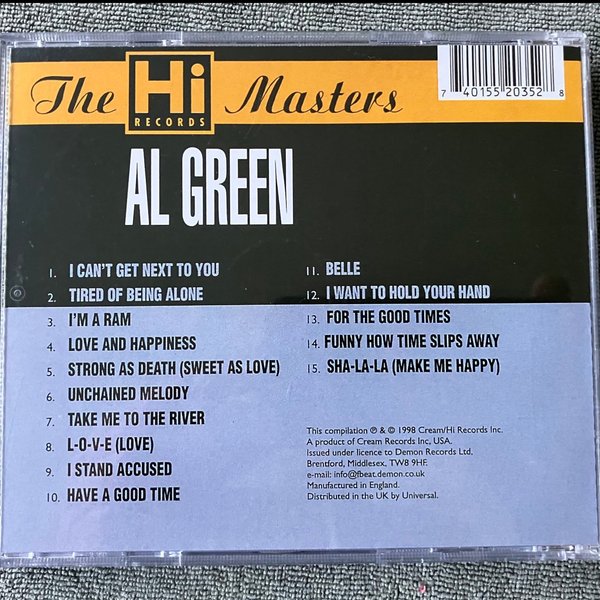 The Hi RECORDS Masters
7 40155 20352 8
AL GREEN
1. I CAN'T GET NEXT TO YOU
2. TIRED OF BEING ALONE
3. I'M A RAM
4. LOVE AND HAPPINESS
5. STRONG AS DEATH (SWEET AS LOVE)
6. UNCHAINED MELODY
7. TAKE ME TO THE RIVER
8. L-O-V-E (LOVE)
9. I STAND ACCUSED
10. HAVE A GOOD TIME
11. BELLE
12. I WANT TO HOLD YOUR HAND
13. FOR THE GOOD TIMES
14. FUNNY HOW TIME SLIPS AWAY
15. SHA-LA-LA (MAKE ME HAPPY)
This compilation ℗ & © 1998 Cream/Hi Records Inc.
A product of Cream Records Inc, USA.
Issued under licence to Demon Records Ltd,
Brentford, Middlesex, TW8 9HF.
e-mail: info@fbeat.demon.co.uk
Manufactured in England.
Distributed in the UK by Universal.